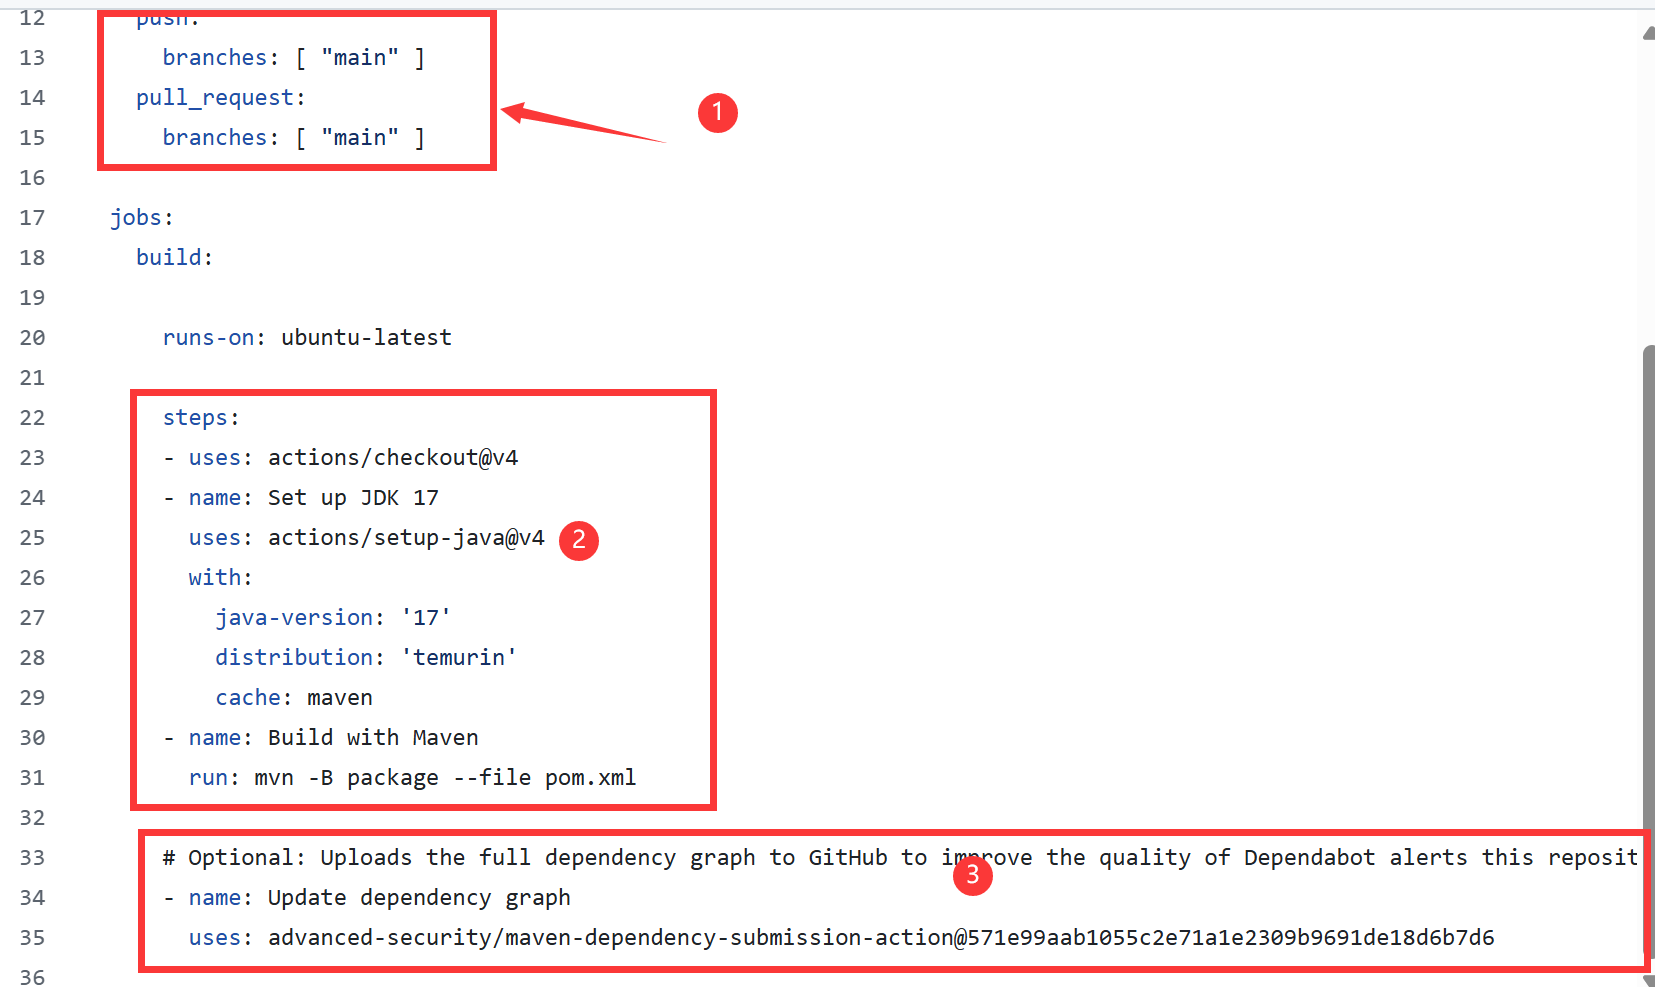 12 push:
13 branches: [ "main" ]
14 pull_request:
15 branches: [ "main" ]
1
16
17 jobs:
18 build:
19
20 runs-on: ubuntu-latest
21
22 steps:
23 - uses: actions/checkout@v4
24 - name: Set up JDK 17
25 uses: actions/setup-java@v4
2
26 with:
27 java-version: '17'
28 distribution: 'temurin'
29 cache: maven
30 - name: Build with Maven
31 run: mvn -B package --file pom.xml
32
33 # Optional: Uploads the full dependency graph to GitHub to improve the quality of Dependabot alerts this reposit
3
34 - name: Update dependency graph
35 uses: advanced-security/maven-dependency-submission-action@571e99aab1055c2e71a1e2309b9691de18d6b7d6
36